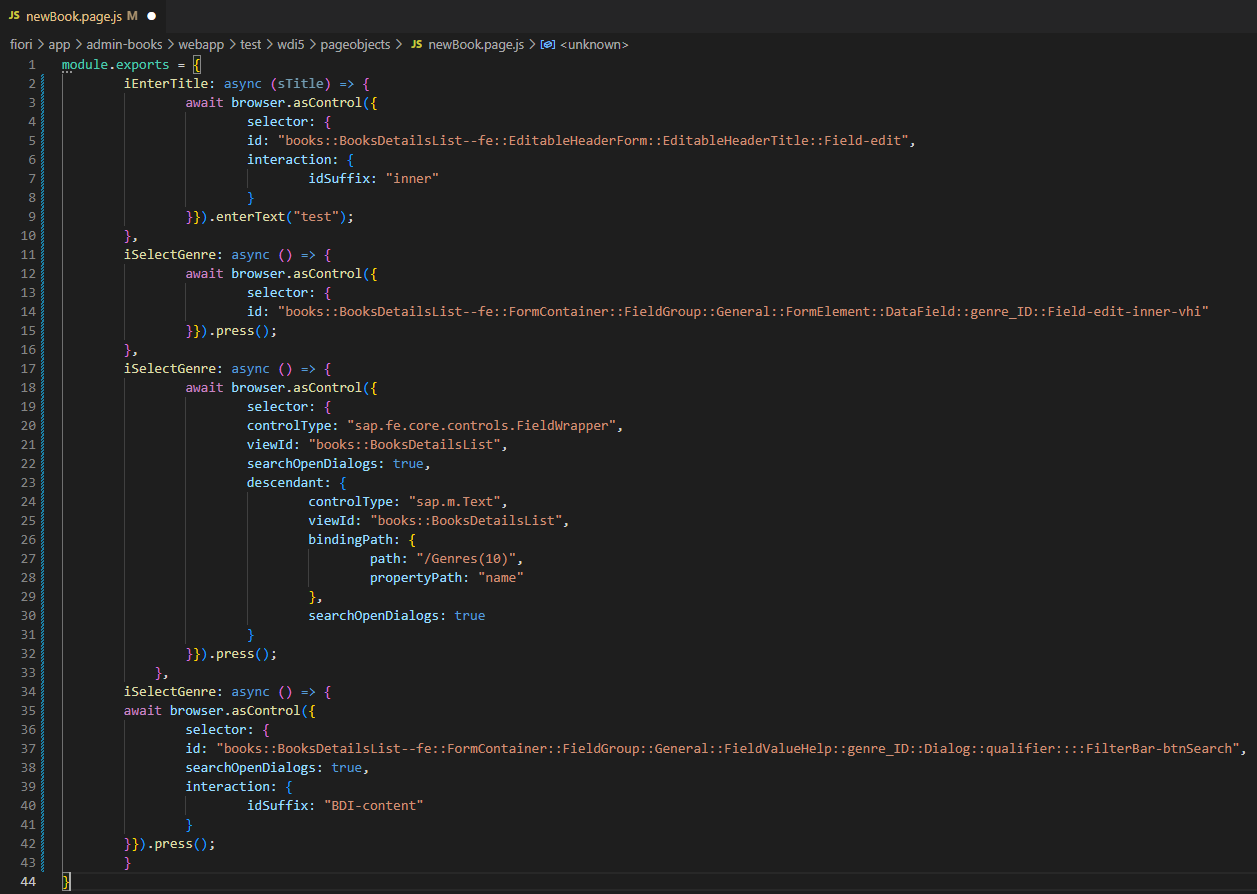 JS newBook.page.js M ●
fiori > app > admin-books > webapp > test > wdi5 > pageobjects > JS newBook.page.js > <unknown>
1 module.exports = {
2 iEnterTitle: async (sTitle) => {
3 await browser.asControl({
4 selector: {
5 id: "books::BooksDetailsList--fe::EditableHeaderForm::EditableHeaderTitle::Field-edit",
6 interaction: {
7 idSuffix: "inner"
8 }
9 }}).enterText("test");
10 },
11 iSelectGenre: async () => {
12 await browser.asControl({
13 selector: {
14 id: "books::BooksDetailsList--fe::FormContainer::FieldGroup::General::FormElement::DataField::genre_ID::Field-edit-inner-vhi"
15 }}).press();
16 },
17 iSelectGenre: async () => {
18 await browser.asControl({
19 selector: {
20 controlType: "sap.fe.core.controls.FieldWrapper",
21 viewId: "books::BooksDetailsList",
22 searchOpenDialogs: true,
23 descendant: {
24 controlType: "sap.m.Text",
25 viewId: "books::BooksDetailsList",
26 bindingPath: {
27 path: "/Genres(10)",
28 propertyPath: "name"
29 },
30 searchOpenDialogs: true
31 }
32 }}).press();
33 },
34 iSelectGenre: async () => {
35 await browser.asControl({
36 selector: {
37 id: "books::BooksDetailsList--fe::FormContainer::FieldGroup::General::FieldValueHelp::genre_ID::Dialog::qualifier::::FilterBar-btnSearch",
38 searchOpenDialogs: true,
39 interaction: {
40 idSuffix: "BDI-content"
41 }
42 }}).press();
43 }
44 }